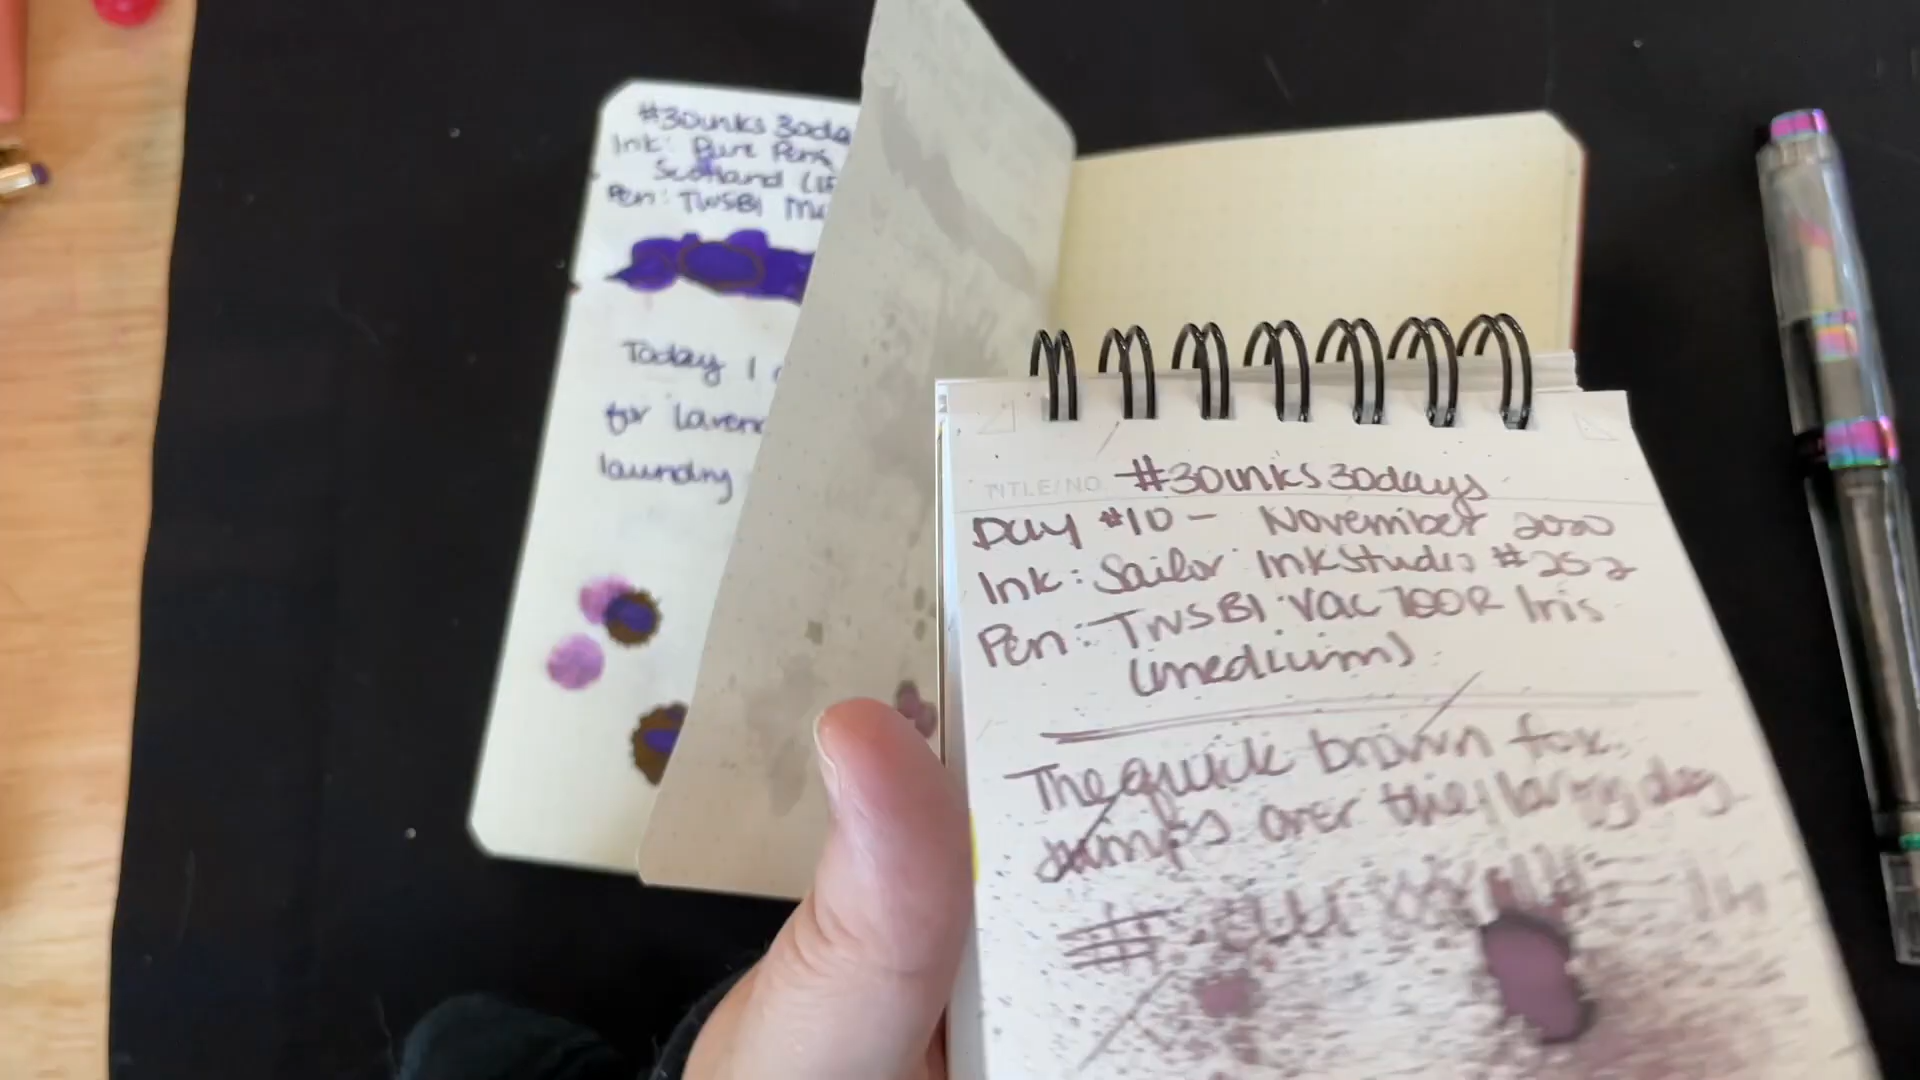 #30inks30da
Ink: Pure Pens
Scotland (
Pen: TWSBI
Today I
for laven
laundry
TITLE/NO. #30inks30days
Day #10 - November 2020
Ink: Sailor Ink Studio #252
Pen: TWSBI Vac 700R Iris
(medium)
The quick brown fox
jumps over the lazy dog